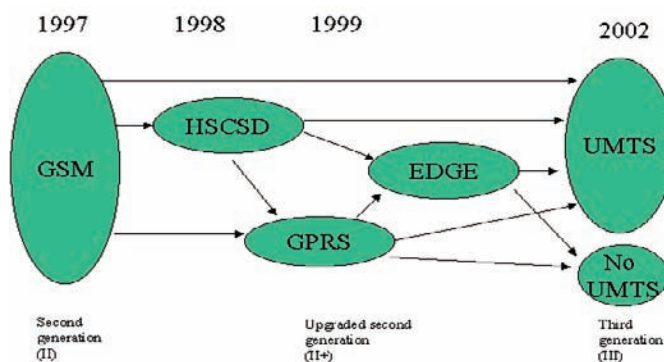 1997 1998 1999 2002
HSCSD
GSM
EDGE
UMTS
GPRS
No
UMTS
Second
generation
(II)
Upgraded second
generation
(II+)
Third
generation
(III)